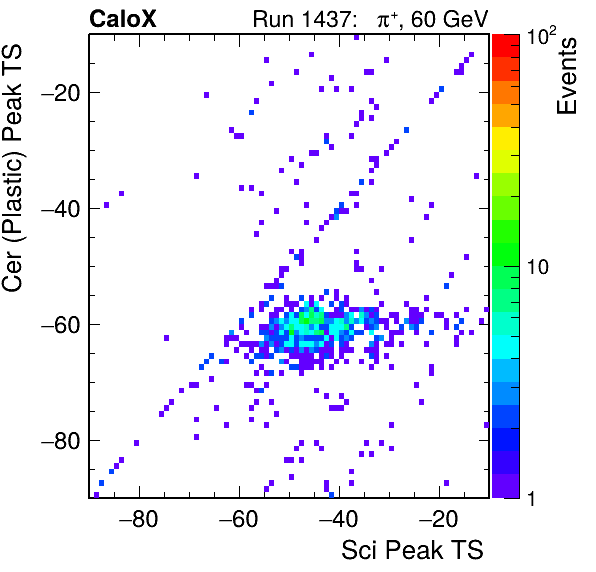 CaloX Run 1437: π⁺, 60 GeV
Cer (Plastic) Peak TS
−20
−40
−60
−80
−80 −60 −40 −20
Sci Peak TS
10²
10
1
Events